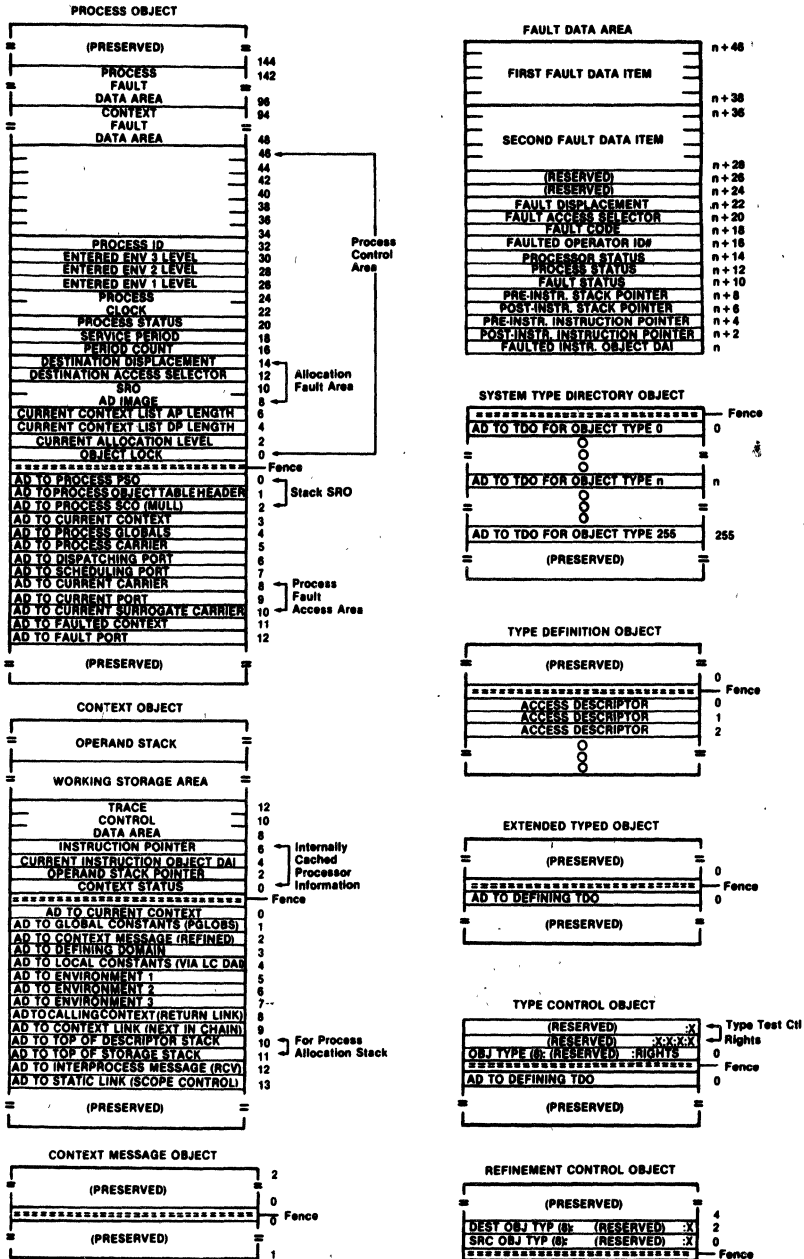 PROCESS OBJECT
(PRESERVED)
144
PROCESS 142
FAULT
DATA AREA 96
CONTEXT 94
FAULT
DATA AREA 48
46
44
42
40
38
36
34
PROCESS ID 32
ENTERED ENV 3 LEVEL 30
ENTERED ENV 2 LEVEL 28
ENTERED ENV 1 LEVEL 26
PROCESS 24
CLOCK 22
PROCESS STATUS 20
SERVICE PERIOD 18
PERIOD COUNT 16
DESTINATION DISPLACEMENT 14
DESTINATION ACCESS SELECTOR 12
SRO 10
AD IMAGE 8
CURRENT CONTEXT LIST AP LENGTH 6
CURRENT CONTEXT LIST DP LENGTH 4
CURRENT ALLOCATION LEVEL 2
OBJECT LOCK 0
Process
Control
Area
Allocation
Fault Area
Fence
AD TO PROCESS PSO 0
AD TO PROCESS OBJECT TABLE HEADER 1
AD TO PROCESS SCO (MULL) 2
AD TO CURRENT CONTEXT 3
AD TO PROCESS GLOBALS 4
AD TO PROCESS CARRIER 5
AD TO DISPATCHING PORT 6
AD TO SCHEDULING PORT 7
AD TO CURRENT CARRIER 8
AD TO CURRENT PORT 9
AD TO CURRENT SURROGATE CARRIER 10
AD TO FAULTED CONTEXT 11
AD TO FAULT PORT 12
Stack SRO
Process
Fault
Access Area
(PRESERVED)
CONTEXT OBJECT
OPERAND STACK
WORKING STORAGE AREA
TRACE 12
CONTROL 10
DATA AREA 8
INSTRUCTION POINTER 6
CURRENT INSTRUCTION OBJECT DAI 4
OPERAND STACK POINTER 2
CONTEXT STATUS 0
Internally
Cached
Processor
Information
Fence
AD TO CURRENT CONTEXT 0
AD TO GLOBAL CONSTANTS (PGLOBS) 1
AD TO CONTEXT MESSAGE (REFINED) 2
AD TO DEFINING DOMAIN 3
AD TO LOCAL CONSTANTS (VIA LC DAI) 4
AD TO ENVIRONMENT 1 5
AD TO ENVIRONMENT 2 6
AD TO ENVIRONMENT 3 7
AD TO CALLING CONTEXT (RETURN LINK) 8
AD TO CONTEXT LINK (NEXT IN CHAIN) 9
AD TO TOP OF DESCRIPTOR STACK 10
AD TO TOP OF STORAGE STACK 11
AD TO INTERPROCESS MESSAGE (RCV) 12
AD TO STATIC LINK (SCOPE CONTROL) 13
For Process
Allocation Stack
(PRESERVED)
CONTEXT MESSAGE OBJECT
2
(PRESERVED)
0
Fence
0
(PRESERVED)
1
FAULT DATA AREA
n + 46
FIRST FAULT DATA ITEM
n + 38
n + 36
SECOND FAULT DATA ITEM
n + 28
(RESERVED) n + 26
(RESERVED) n + 24
FAULT DISPLACEMENT n + 22
FAULT ACCESS SELECTOR n + 20
FAULT CODE n + 18
FAULTED OPERATOR ID# n + 16
PROCESSOR STATUS n + 14
PROCESS STATUS n + 12
FAULT STATUS n + 10
PRE-INSTR. STACK POINTER n + 8
POST-INSTR. STACK POINTER n + 6
PRE-INSTR. INSTRUCTION POINTER n + 4
POST-INSTR. INSTRUCTION POINTER n + 2
FAULTED INSTR. OBJECT DAI n
SYSTEM TYPE DIRECTORY OBJECT
Fence
AD TO TDO FOR OBJECT TYPE 0 0
AD TO TDO FOR OBJECT TYPE n n
AD TO TDO FOR OBJECT TYPE 255 255
(PRESERVED)
TYPE DEFINITION OBJECT
(PRESERVED)
0
Fence
ACCESS DESCRIPTOR 0
ACCESS DESCRIPTOR 1
ACCESS DESCRIPTOR 2
EXTENDED TYPED OBJECT
(PRESERVED)
0
Fence
AD TO DEFINING TDO 0
(PRESERVED)
TYPE CONTROL OBJECT
(RESERVED) :X Type Test Ctl
(RESERVED) :X:X:X:X Rights
OBJ TYPE (8): (RESERVED) :RIGHTS 0
Fence
AD TO DEFINING TDO 0
(PRESERVED)
REFINEMENT CONTROL OBJECT
(PRESERVED)
4
DEST OBJ TYP (8): (RESERVED) :X 2
SRC OBJ TYP (8): (RESERVED) :X 0
Fence